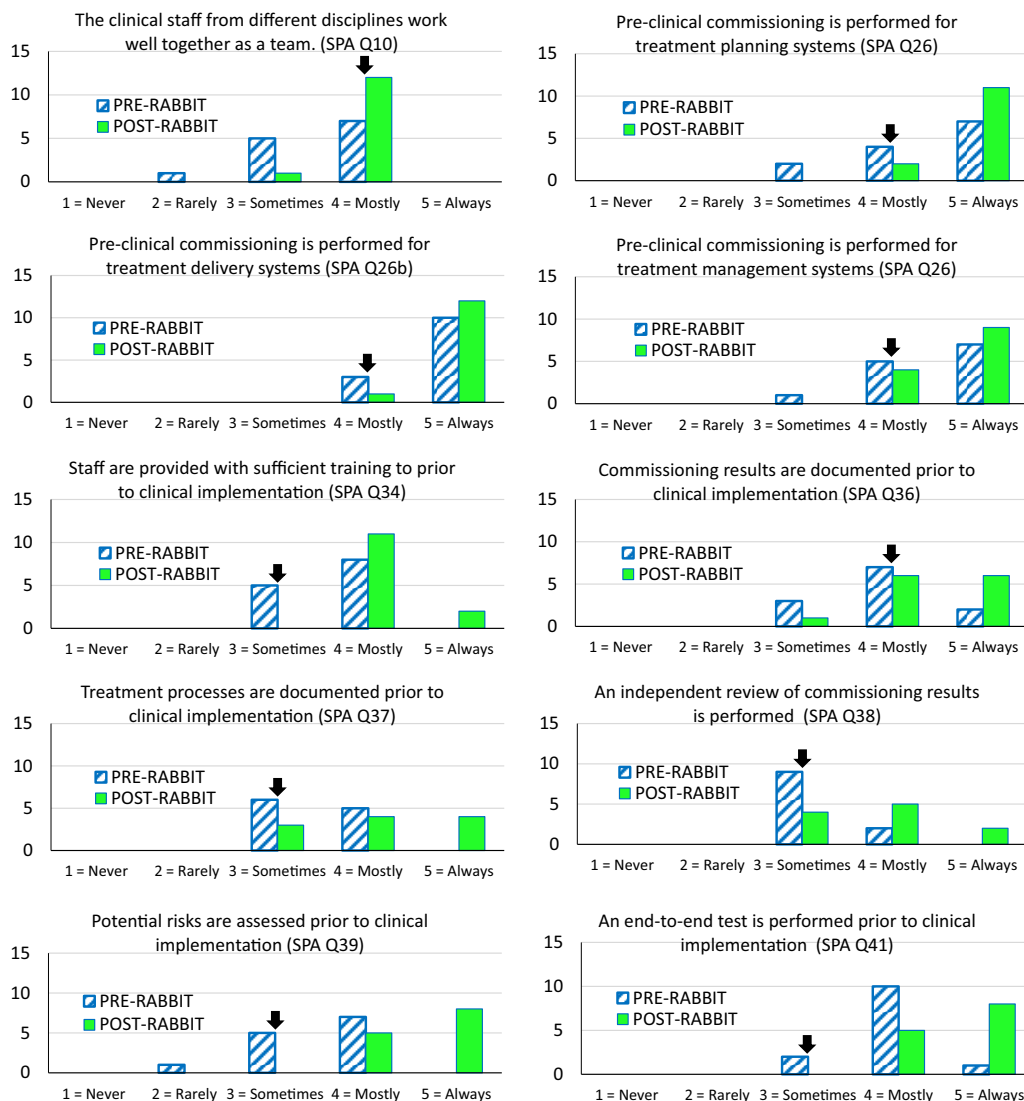 The clinical staff from different disciplines work
well together as a team. (SPA Q10)
15
10
5
0
PRE-RABBIT
POST-RABBIT
1 = Never 2 = Rarely 3 = Sometimes 4 = Mostly 5 = Always
Pre-clinical commissioning is performed for
treatment planning systems (SPA Q26)
15
10
5
0
PRE-RABBIT
POST-RABBIT
1 = Never 2 = Rarely 3 = Sometimes 4 = Mostly 5 = Always
Pre-clinical commissioning is performed for
treatment delivery systems (SPA Q26b)
15
10
5
0
PRE-RABBIT
POST-RABBIT
1 = Never 2 = Rarely 3 = Sometimes 4 = Mostly 5 = Always
Pre-clinical commissioning is performed for
treatment management systems (SPA Q26)
15
10
5
0
PRE-RABBIT
POST-RABBIT
1 = Never 2 = Rarely 3 = Sometimes 4 = Mostly 5 = Always
Staff are provided with sufficient training to prior
to clinical implementation (SPA Q34)
15
10
5
0
PRE-RABBIT
POST-RABBIT
1 = Never 2 = Rarely 3 = Sometimes 4 = Mostly 5 = Always
Commissioning results are documented prior to
clinical implementation (SPA Q36)
15
10
5
0
PRE-RABBIT
POST-RABBIT
1 = Never 2 = Rarely 3 = Sometimes 4 = Mostly 5 = Always
Treatment processes are documented prior to
clinical implementation (SPA Q37)
15
10
5
0
PRE-RABBIT
POST-RABBIT
1 = Never 2 = Rarely 3 = Sometimes 4 = Mostly 5 = Always
An independent review of commissioning results
is performed (SPA Q38)
15
10
5
0
PRE-RABBIT
POST-RABBIT
1 = Never 2 = Rarely 3 = Sometimes 4 = Mostly 5 = Always
Potential risks are assessed prior to clinical
implementation (SPA Q39)
15
10
5
0
PRE-RABBIT
POST-RABBIT
1 = Never 2 = Rarely 3 = Sometimes 4 = Mostly 5 = Always
An end-to-end test is performed prior to clinical
implementation (SPA Q41)
15
10
5
0
PRE-RABBIT
POST-RABBIT
1 = Never 2 = Rarely 3 = Sometimes 4 = Mostly 5 = Always